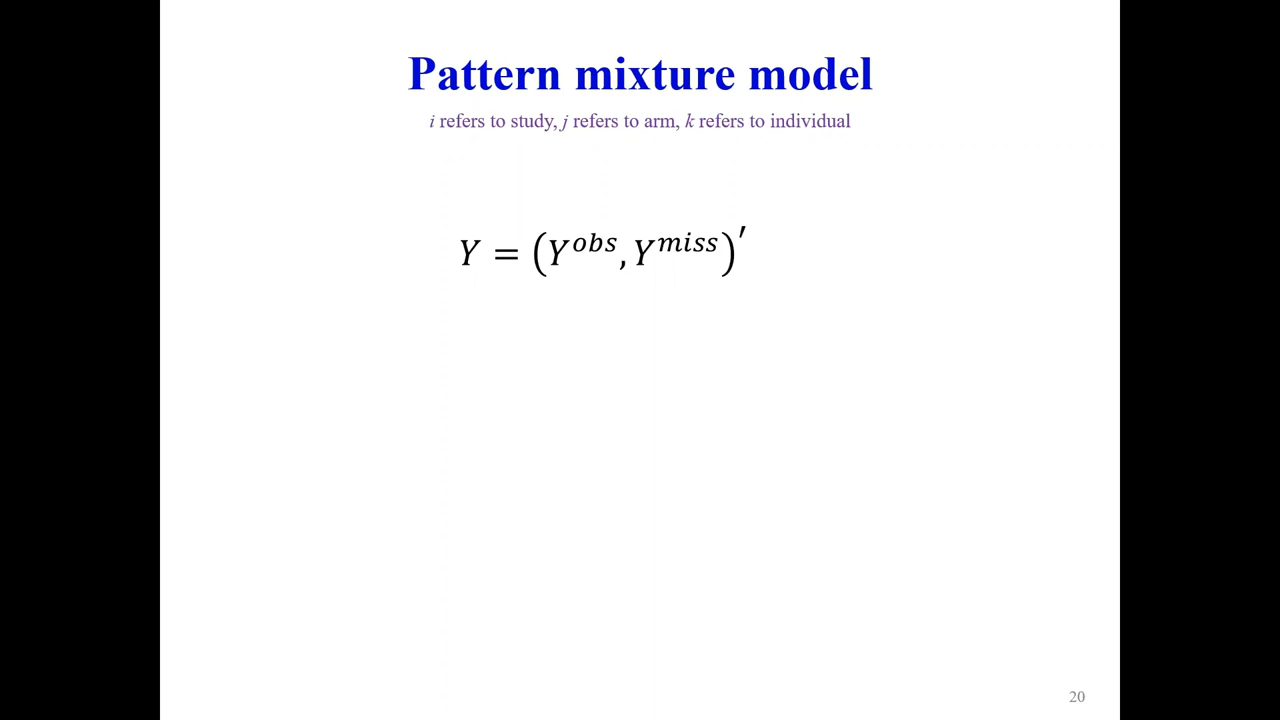 Pattern mixture model
i refers to study, j refers to arm, k refers to individual
Y = (Y^obs, Y^miss)′
20